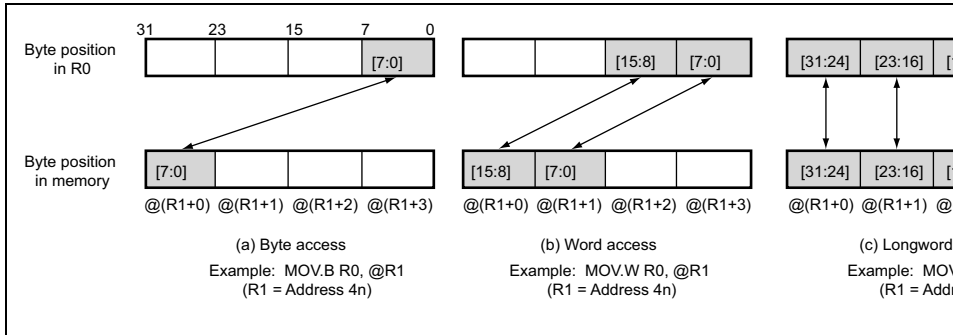 31 23 15 7 0
Byte position
in R0
[7:0]
[15:8] [7:0]
[31:24] [23:16]
Byte position
in memory
[7:0]
[15:8] [7:0]
[31:24] [23:16]
@(R1+0) @(R1+1) @(R1+2) @(R1+3)
@(R1+0) @(R1+1) @(R1+2) @(R1+3)
@(R1+0) @(R1+1) @
(a) Byte access
Example: MOV.B R0, @R1
(R1 = Address 4n)
(b) Word access
Example: MOV.W R0, @R1
(R1 = Address 4n)
(c) Longword
Example:
(R1 =